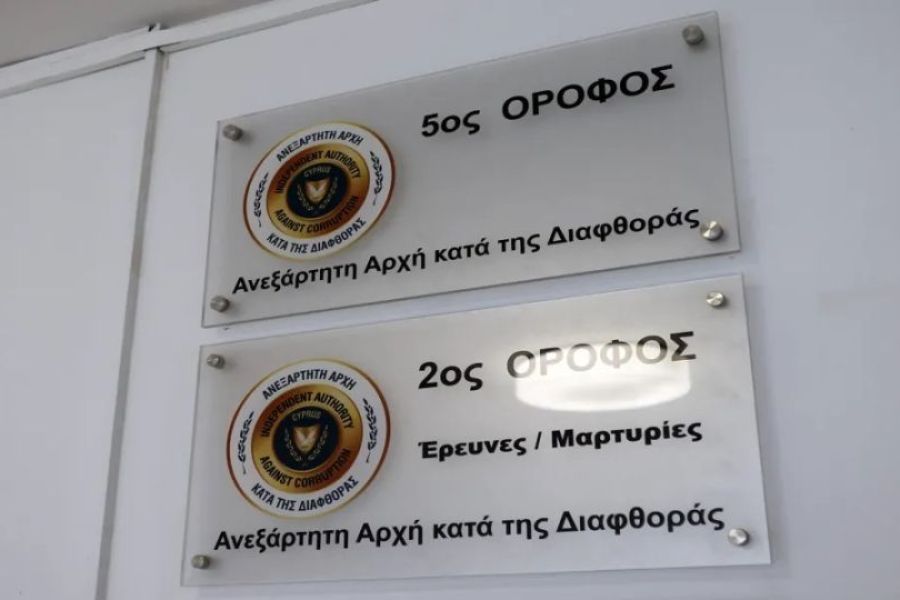 5ος ΟΡΟΦΟΣ
ΑΝΕΞΑΡΤΗΤΗ ΑΡΧΗ
INDEPENDENT AUTHORITY
CYPRUS
AGAINST CORRUPTION
ΚΑΤΑ ΤΗΣ ΔΙΑΦΘΟΡΑΣ
Ανεξάρτητη Αρχή κατά της Διαφθοράς
2ος ΟΡΟΦΟΣ
ΑΝΕΞΑΡΤΗΤΗ ΑΡΧΗ
INDEPENDENT AUTHORITY
CYPRUS
AGAINST CORRUPTION
ΚΑΤΑ ΤΗΣ ΔΙΑΦΘΟΡΑΣ
Έρευνες / Μαρτυρίες
Ανεξάρτητη Αρχή κατά της Διαφθοράς